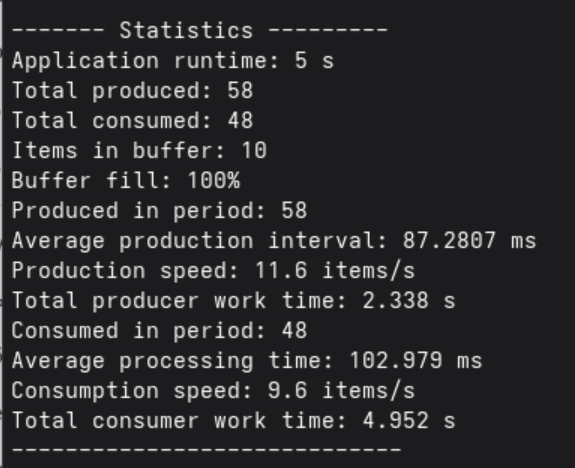 ------- Statistics ---------
Application runtime: 5 s
Total produced: 58
Total consumed: 48
Items in buffer: 10
Buffer fill: 100%
Produced in period: 58
Average production interval: 87.2807 ms
Production speed: 11.6 items/s
Total producer work time: 2.338 s
Consumed in period: 48
Average processing time: 102.979 ms
Consumption speed: 9.6 items/s
Total consumer work time: 4.952 s
-----------------------------